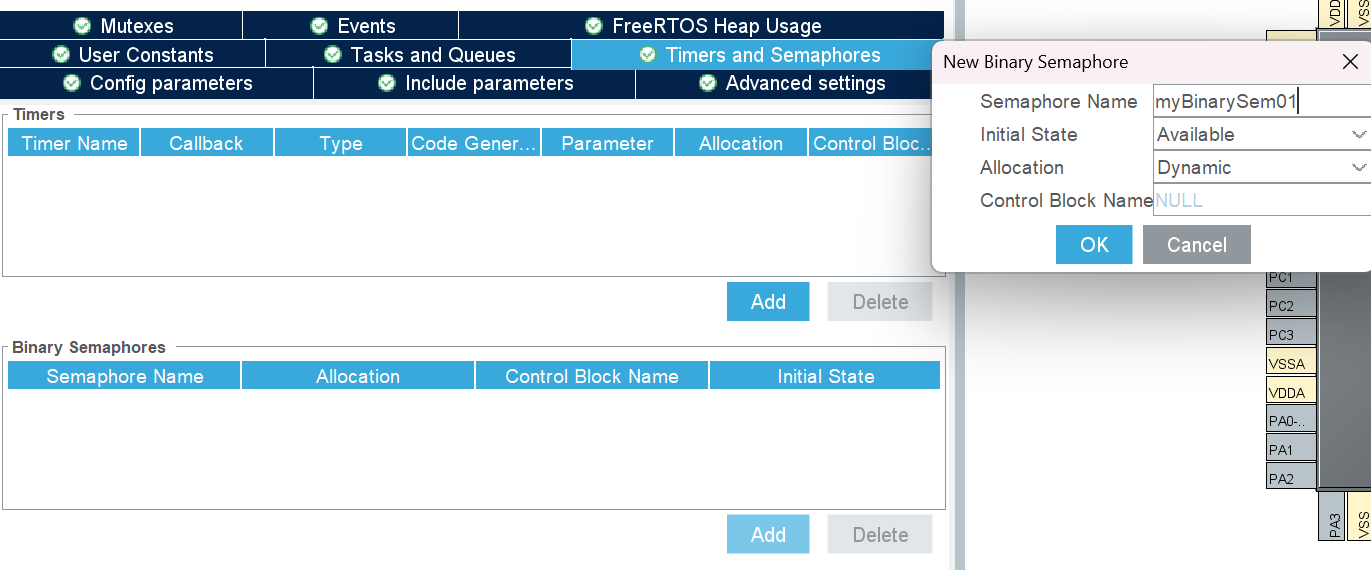 Mutexes Events FreeRTOS Heap Usage
User Constants Tasks and Queues Timers and Semaphores
Config parameters Include parameters Advanced settings
Timers
Timer Name Callback Type Code Gener... Parameter Allocation Control Bloc...
Add Delete
Binary Semaphores
Semaphore Name Allocation Control Block Name Initial State
Add Delete
New Binary Semaphore
Semaphore Name myBinarySem01
Initial State Available
Allocation Dynamic
Control Block Name NULL
OK Cancel
VDD
VSS
PC1
PC2
PC3
VSSA
VDDA
PA0-..
PA1
PA2
PA3
VSS